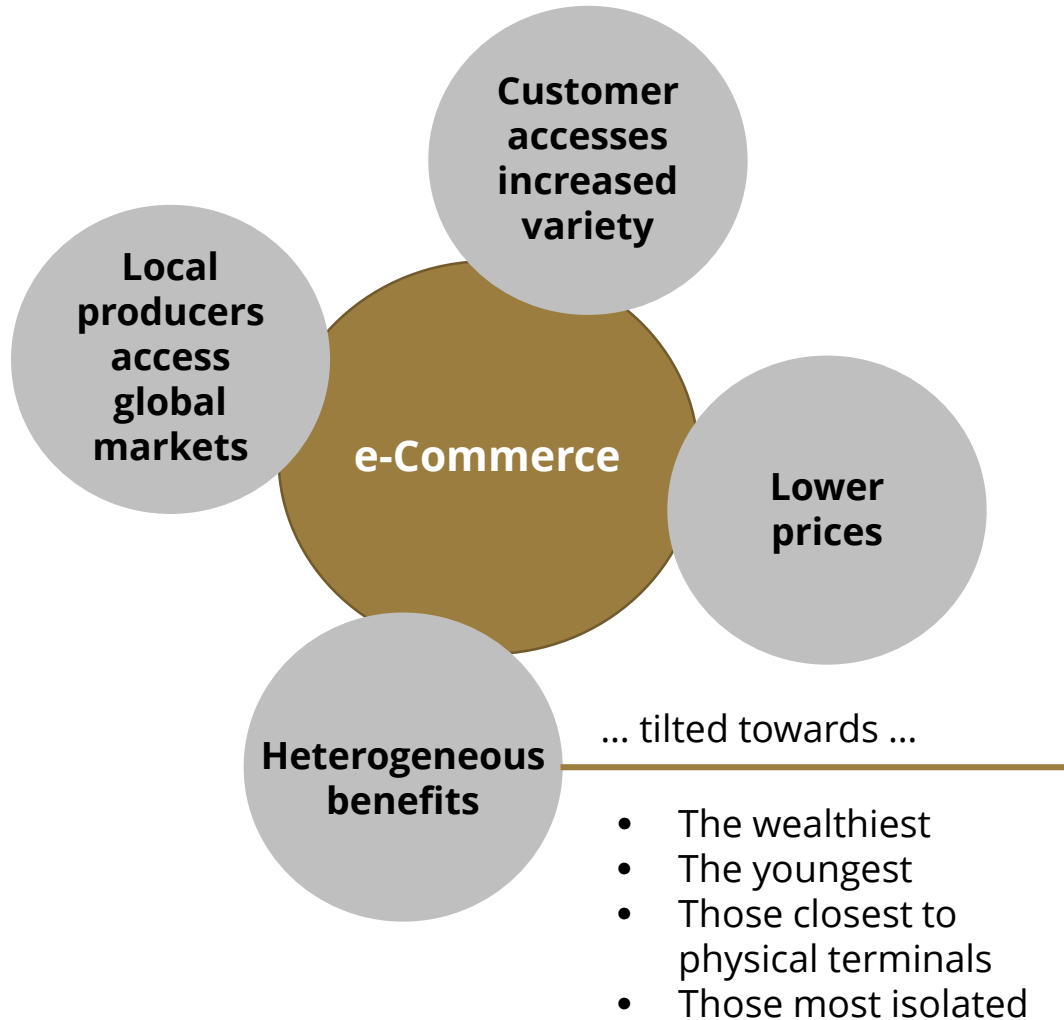 Customer
accesses
increased
variety
Local
producers
access
global
markets
e-Commerce
Lower
prices
Heterogeneous
benefits
... tilted towards ...
• The wealthiest
• The youngest
• Those closest to
physical terminals
• Those most isolated